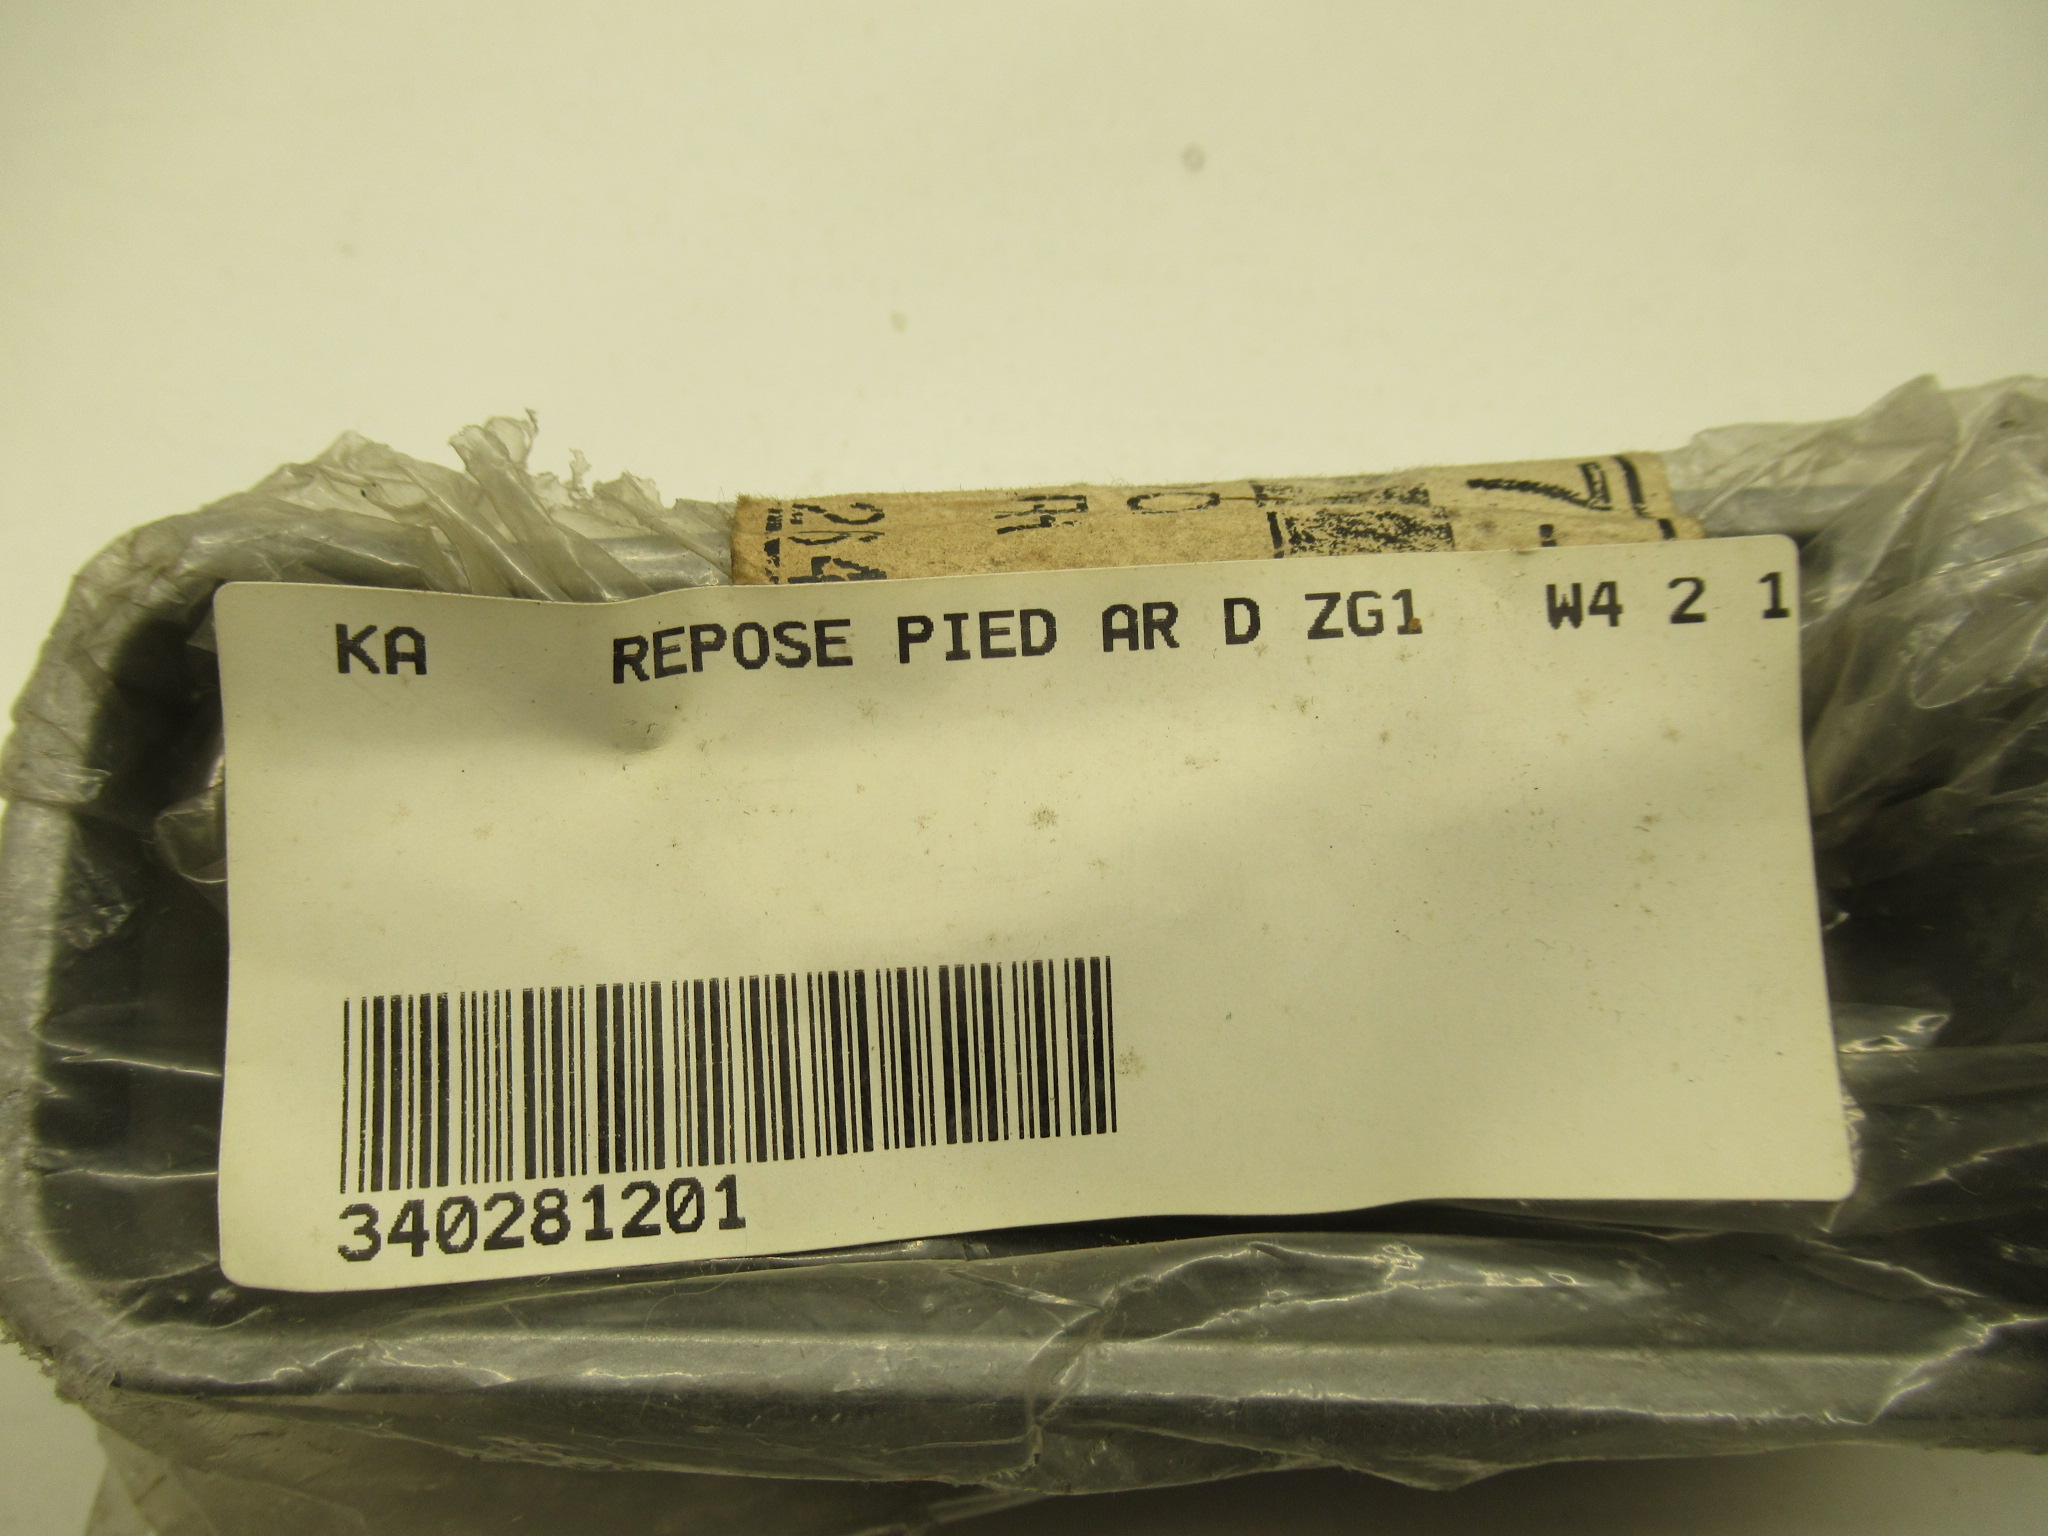 KA REPOSE PIED AR D ZG1 W4 2 1
340281201